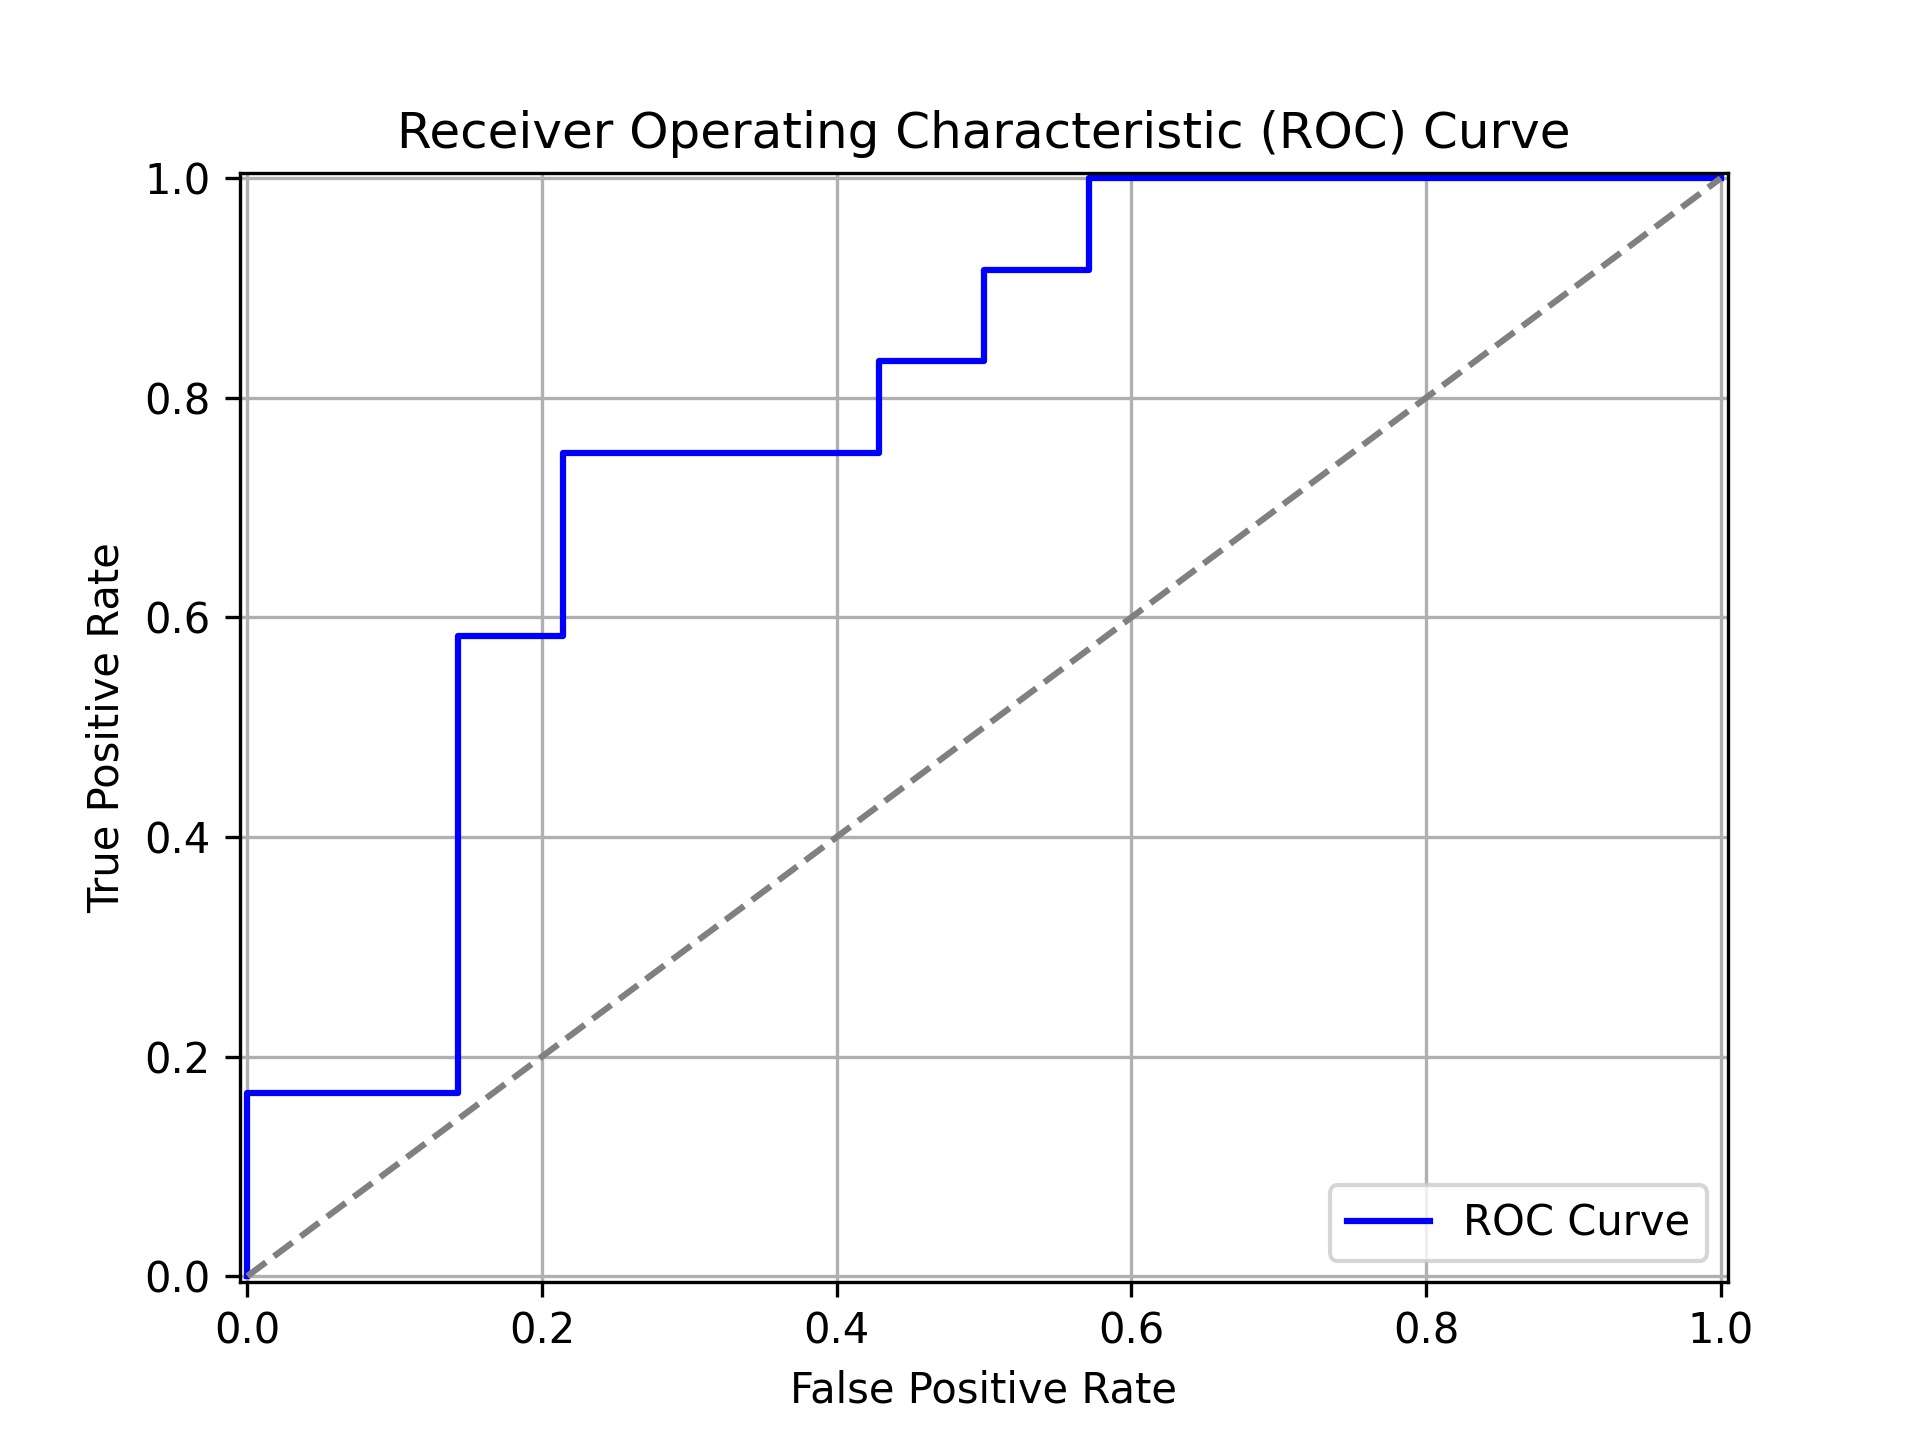 Receiver Operating Characteristic (ROC) Curve
1.0
0.8
0.6
0.4
0.2
0.0
True Positive Rate
ROC Curve
0.0 0.2 0.4 0.6 0.8 1.0
False Positive Rate